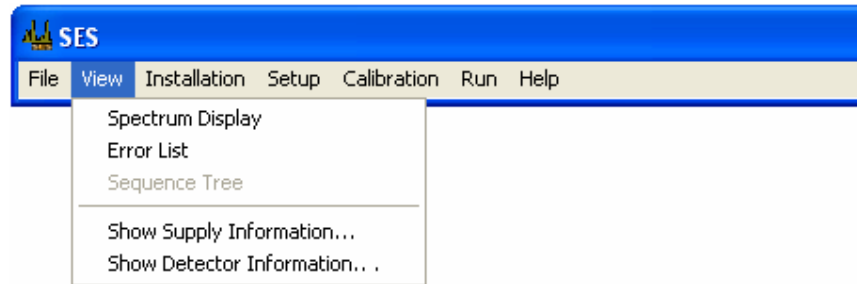 SES
File View Installation Setup Calibration Run Help
Spectrum Display
Error List
Sequence Tree
Show Supply Information...
Show Detector Information.. .